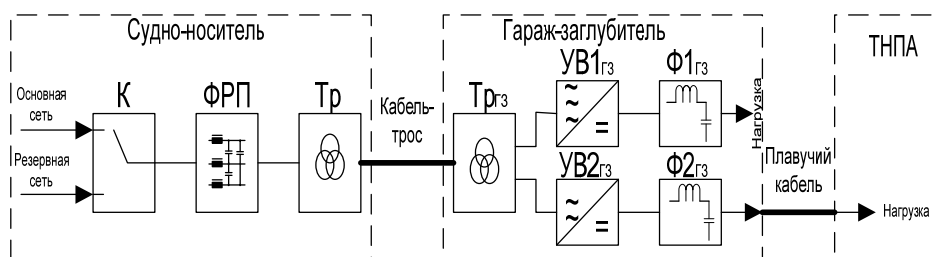 Судно-носитель
Гараж-заглубитель
ТНПА
Основная
сеть
Резервная
сеть
К
ФРП
Тр
Кабель-
трос
Тргз
УВ1гз
Ф1гз
Нагрузка
УВ2гз
Ф2гз
Плавучий
кабель
Нагрузка